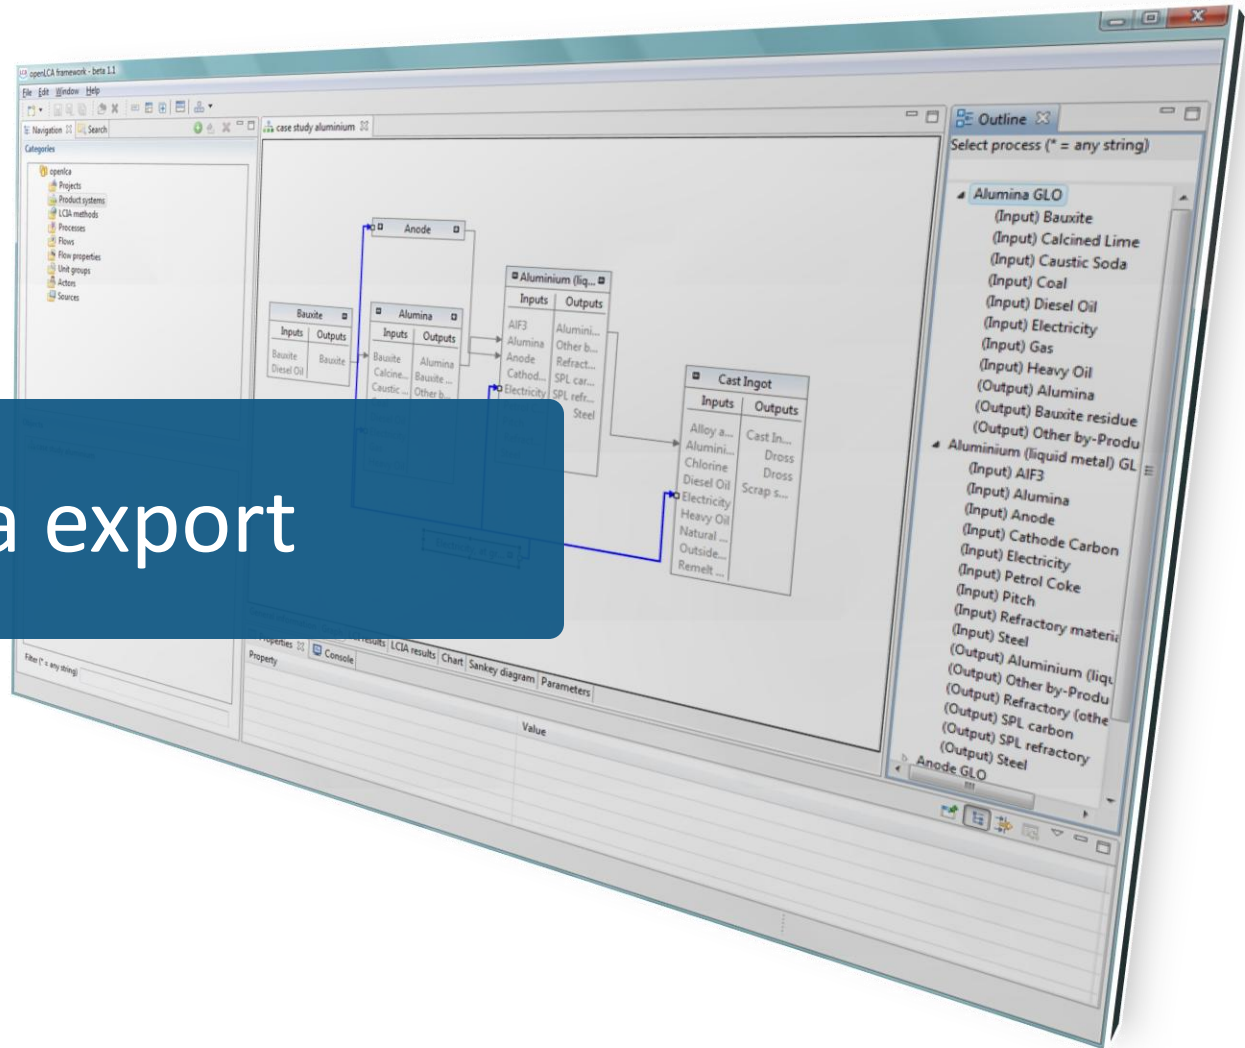 openLCA framework - beta 1.1
File Edit Window Help
Navigation Search
Categories
openlca
Projects
Product systems
LCIA methods
Processes
Flows
Flow properties
Unit groups
Actors
Sources
Filter (* = any string)
case study aluminium
Anode
Bauxite
Inputs Outputs
Bauxite Bauxite
Diesel Oil
Alumina
Inputs Outputs
Bauxite Alumina
Calcine... Bauxite ...
Caustic ... Other b...
Aluminium (liq...
Inputs Outputs
AlF3 Alumini...
Alumina Other b...
Anode Refract...
Cathod... SPL car...
Electricity SPL refr...
Steel
Cast Ingot
Inputs Outputs
Alloy a... Cast In...
Alumini... Dross
Chlorine Dross
Diesel Oil Scrap s...
Electricity
Heavy Oil
Natural ...
Outside...
Remelt ...
a export
results LCIA results Chart Sankey diagram Parameters
Properties Console
Property Value
Outline
Select process (* = any string)
Alumina GLO
(Input) Bauxite
(Input) Calcined Lime
(Input) Caustic Soda
(Input) Coal
(Input) Diesel Oil
(Input) Electricity
(Input) Gas
(Input) Heavy Oil
(Output) Alumina
(Output) Bauxite residue
(Output) Other by-Produ
Aluminium (liquid metal) GL
(Input) AlF3
(Input) Alumina
(Input) Anode
(Input) Cathode Carbon
(Input) Electricity
(Input) Petrol Coke
(Input) Pitch
(Input) Refractory materia
(Input) Steel
(Output) Aluminium (liqu
(Output) Other by-Produ
(Output) Refractory (othe
(Output) SPL carbon
(Output) SPL refractory
(Output) Steel
Anode GLO